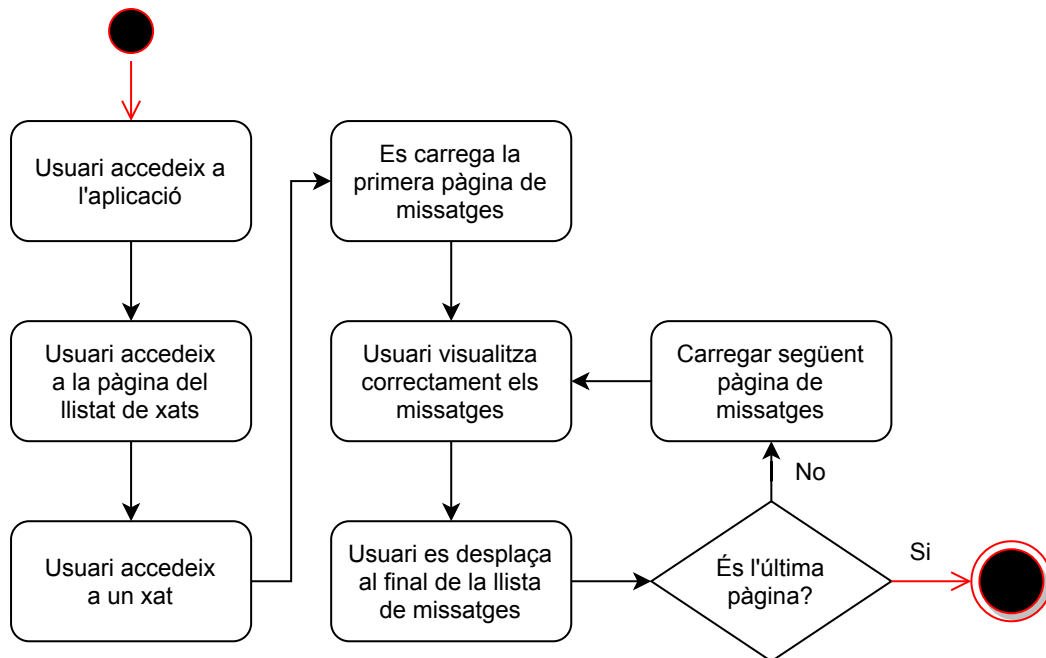 Usuari accedeix a
l'aplicació
Usuari accedeix
a la pàgina del
llistat de xats
Usuari accedeix
a un xat
Es carrega la
primera pàgina de
missatges
Usuari visualitza
correctament els
missatges
Usuari es desplaça
al final de la llista
de missatges
És l'última
pàgina?
No
Carregar següent
pàgina de
missatges
Si